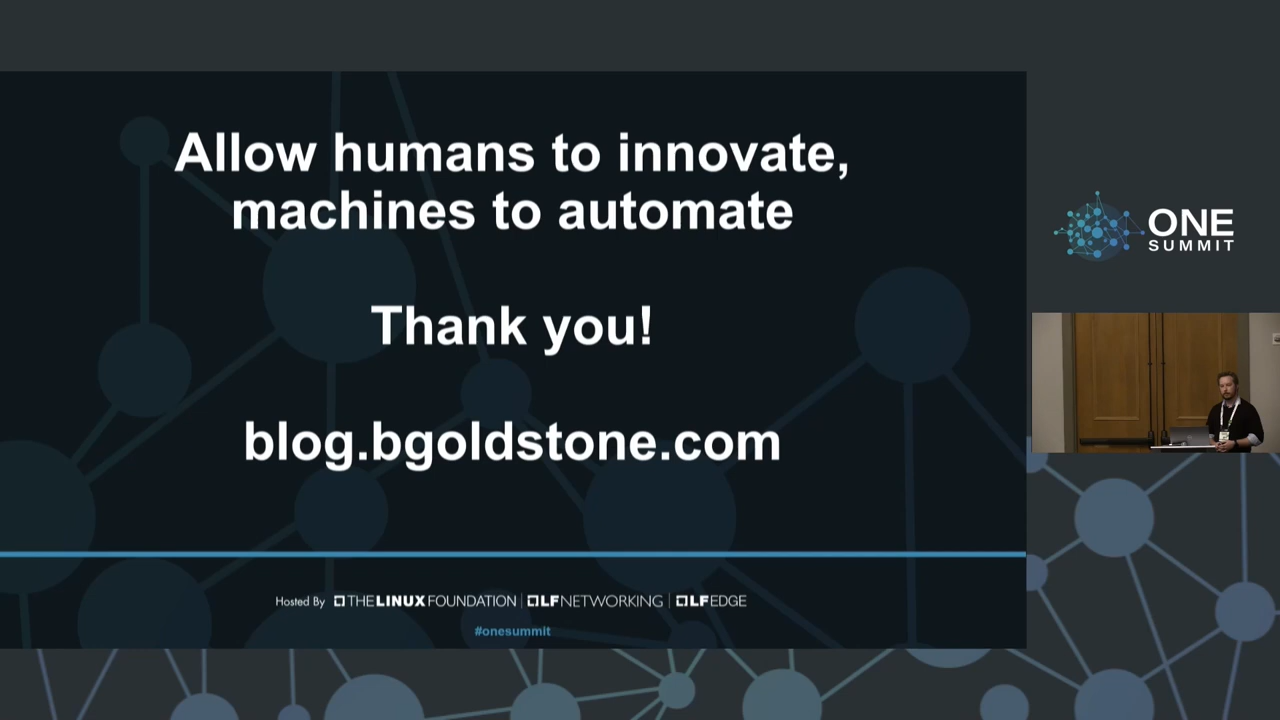 Allow humans to innovate,
machines to automate
Thank you!
blog.bgoldstone.com
Hosted By THE LINUX FOUNDATION | LF NETWORKING | LF EDGE
#onesummit
ONE
SUMMIT